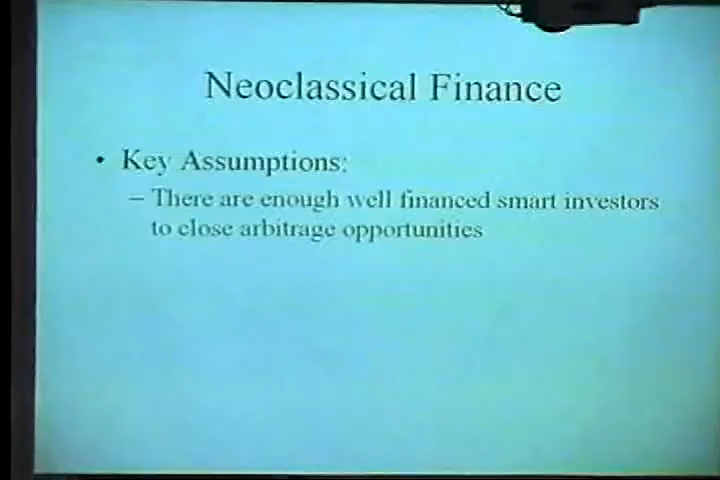 Neoclassical Finance
• Key Assumptions:
– There are enough well financed smart investors
to close arbitrage opportunities